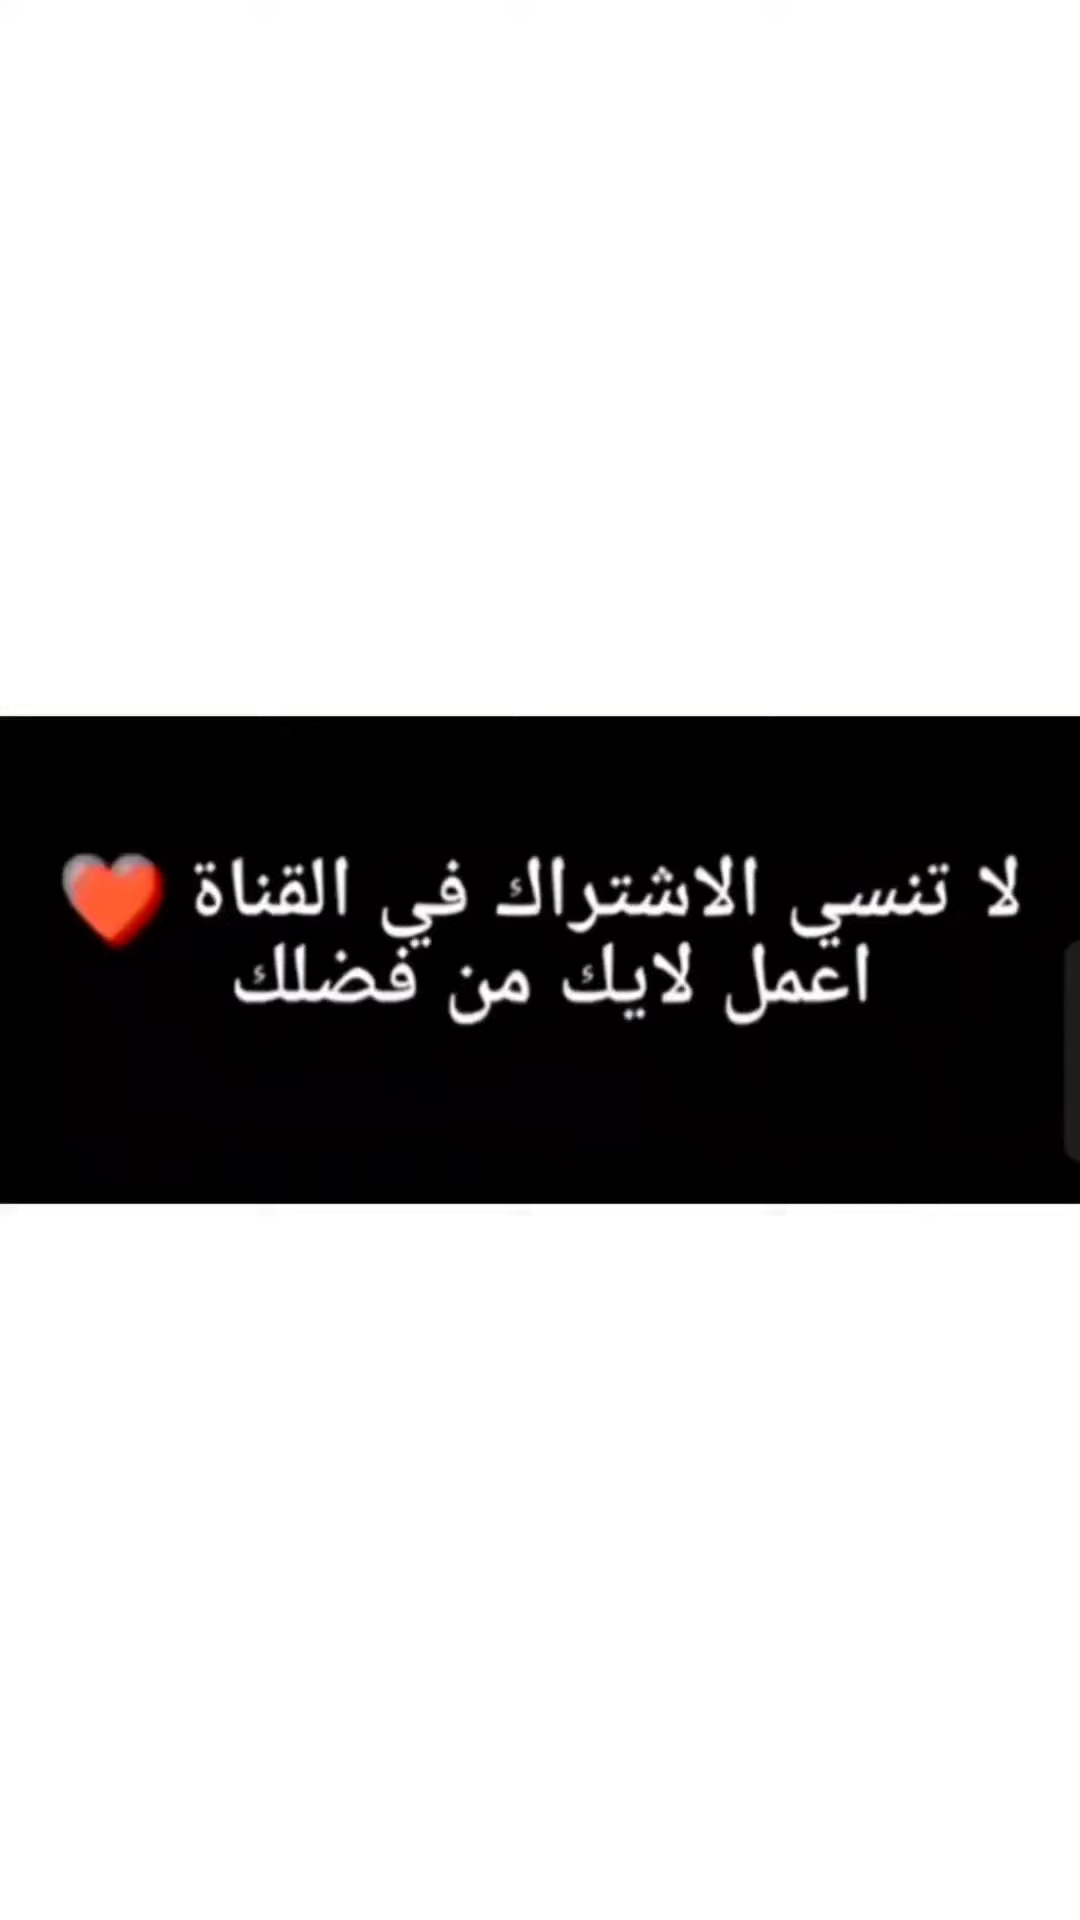 لا تنسي الاشتراك في القناة ❤️
اعمل لايك من فضلك